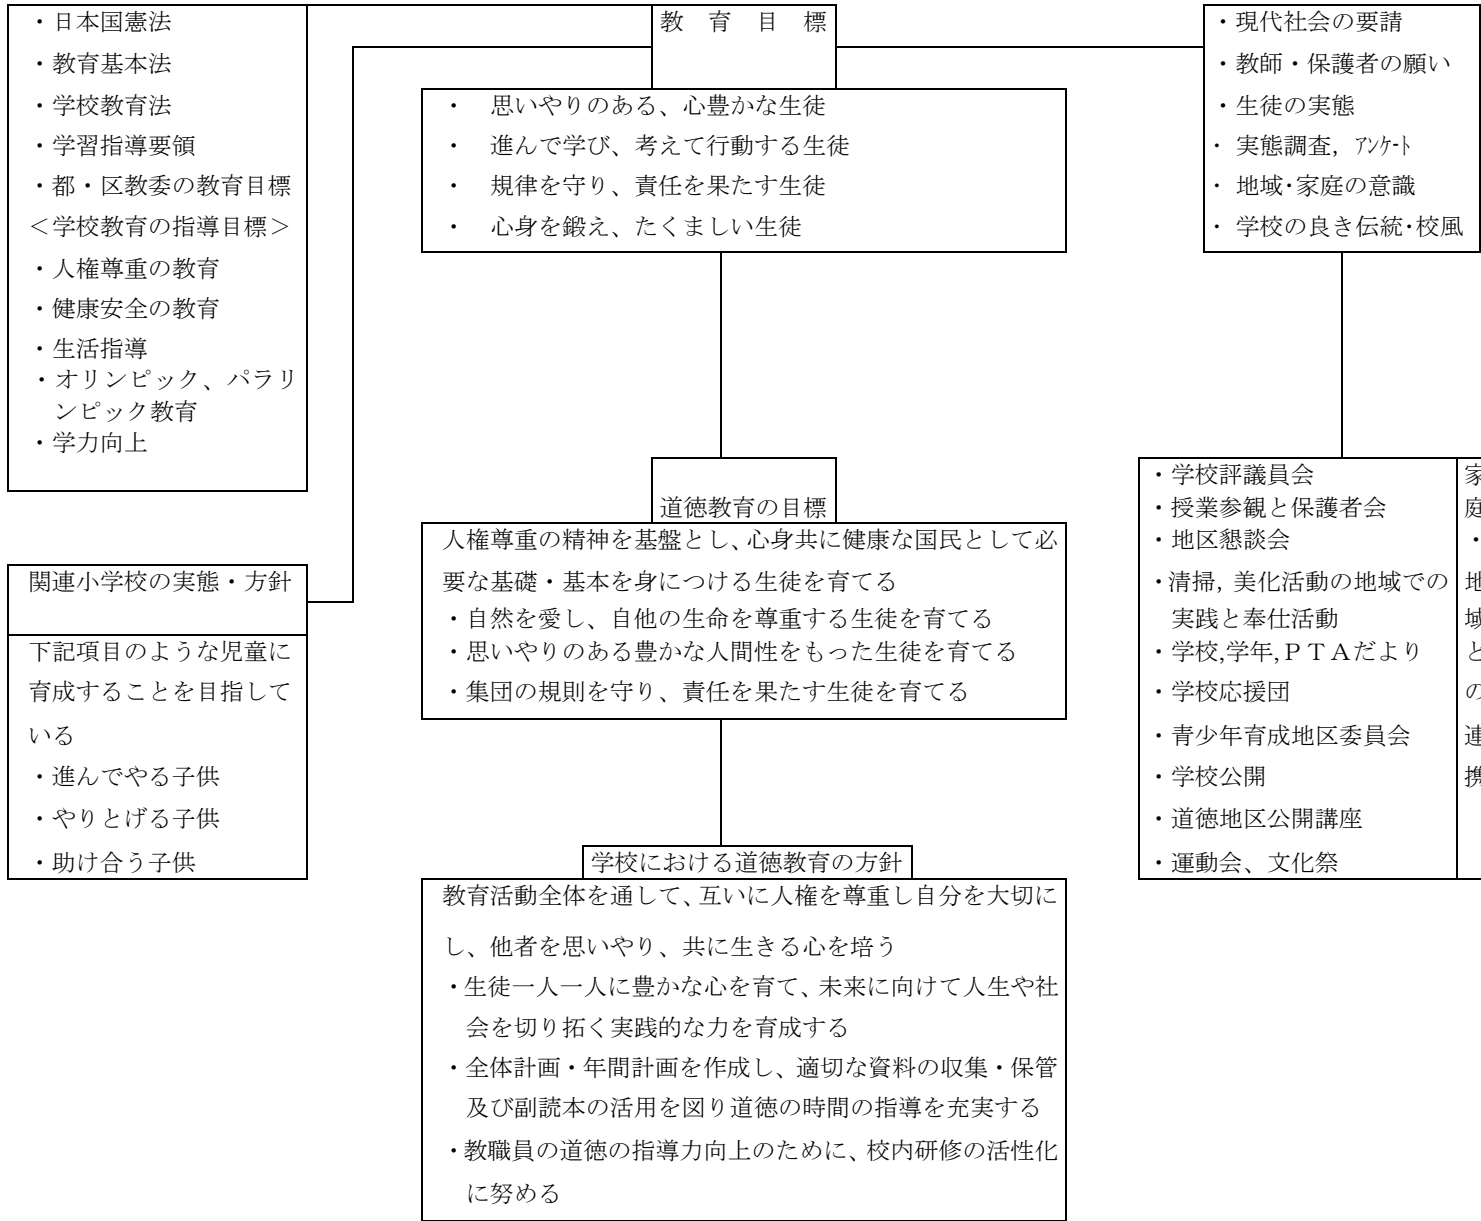 ・日本国憲法
・教育基本法
・学校教育法
・学習指導要領
・都・区教委の教育目標
＜学校教育の指導目標＞
・人権尊重の教育
・健康安全の教育
・生活指導
・オリンピック、パラリ
ンピック教育
・学力向上
教　育　目　標
・　思いやりのある、心豊かな生徒
・　進んで学び、考えて行動する生徒
・　規律を守り、責任を果たす生徒
・　心身を鍛え、たくましい生徒
・現代社会の要請
・教師・保護者の願い
・生徒の実態
・ 実態調査, ｱﾝｹｰﾄ
・ 地域・家庭の意識
・ 学校の良き伝統・校風
関連小学校の実態・方針
下記項目のような児童に
育成することを目指して
いる
・進んでやる子供
・やりとげる子供
・助け合う子供
道徳教育の目標
人権尊重の精神を基盤とし、心身共に健康な国民として必
要な基礎・基本を身につける生徒を育てる
・自然を愛し、自他の生命を尊重する生徒を育てる
・思いやりのある豊かな人間性をもった生徒を育てる
・集団の規則を守り、責任を果たす生徒を育てる
・学校評議員会
・授業参観と保護者会
・地区懇談会
・清掃, 美化活動の地域での
実践と奉仕活動
・学校,学年,ＰＴＡだより
・学校応援団
・青少年育成地区委員会
・学校公開
・道徳地区公開講座
・運動会、文化祭
家
庭
・
地
域
と
の
連
携
学校における道徳教育の方針
教育活動全体を通して、互いに人権を尊重し自分を大切に
し、他者を思いやり、共に生きる心を培う
・生徒一人一人に豊かな心を育て、未来に向けて人生や社
会を切り拓く実践的な力を育成する
・全体計画・年間計画を作成し、適切な資料の収集・保管
及び副読本の活用を図り道徳の時間の指導を充実する
・教職員の道徳の指導力向上のために、校内研修の活性化
に努める